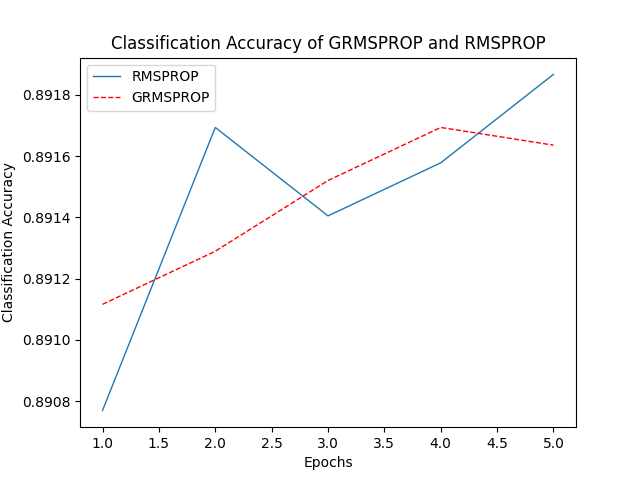 Classification Accuracy of GRMSPROP and RMSPROP
RMSPROP
GRMSPROP
Classification Accuracy
0.8918
0.8916
0.8914
0.8912
0.8910
0.8908
1.0 1.5 2.0 2.5 3.0 3.5 4.0 4.5 5.0
Epochs